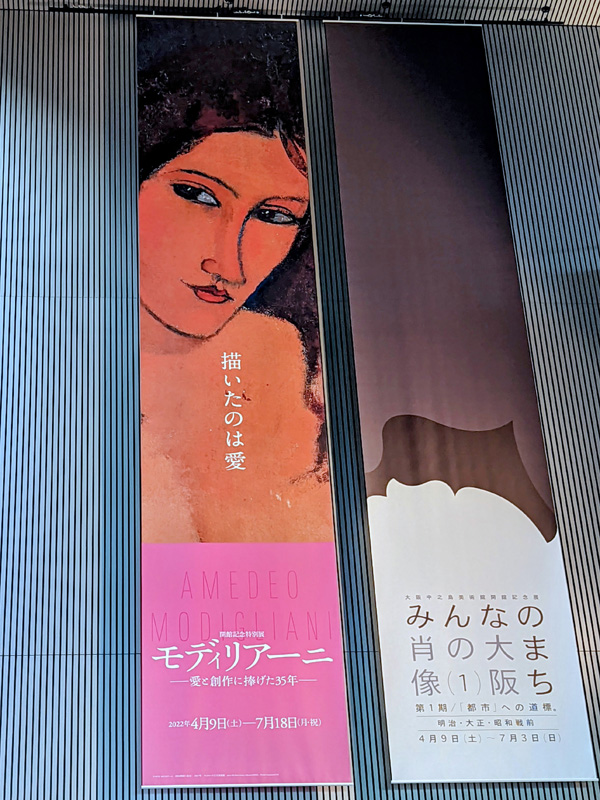 描いたのは愛
AMEDEO
MODIGLIANI
開館記念特別展
モディリアーニ
―愛と創作に捧げた35年―
2022年4月9日(土)―7月18日(月・祝)
大阪中之島美術館開館記念展
みんなの
肖の大ま
像(1)阪ち
第1期/「都市」への道標。
明治・大正・昭和戦前
4月9日(土)―7月3日(日)